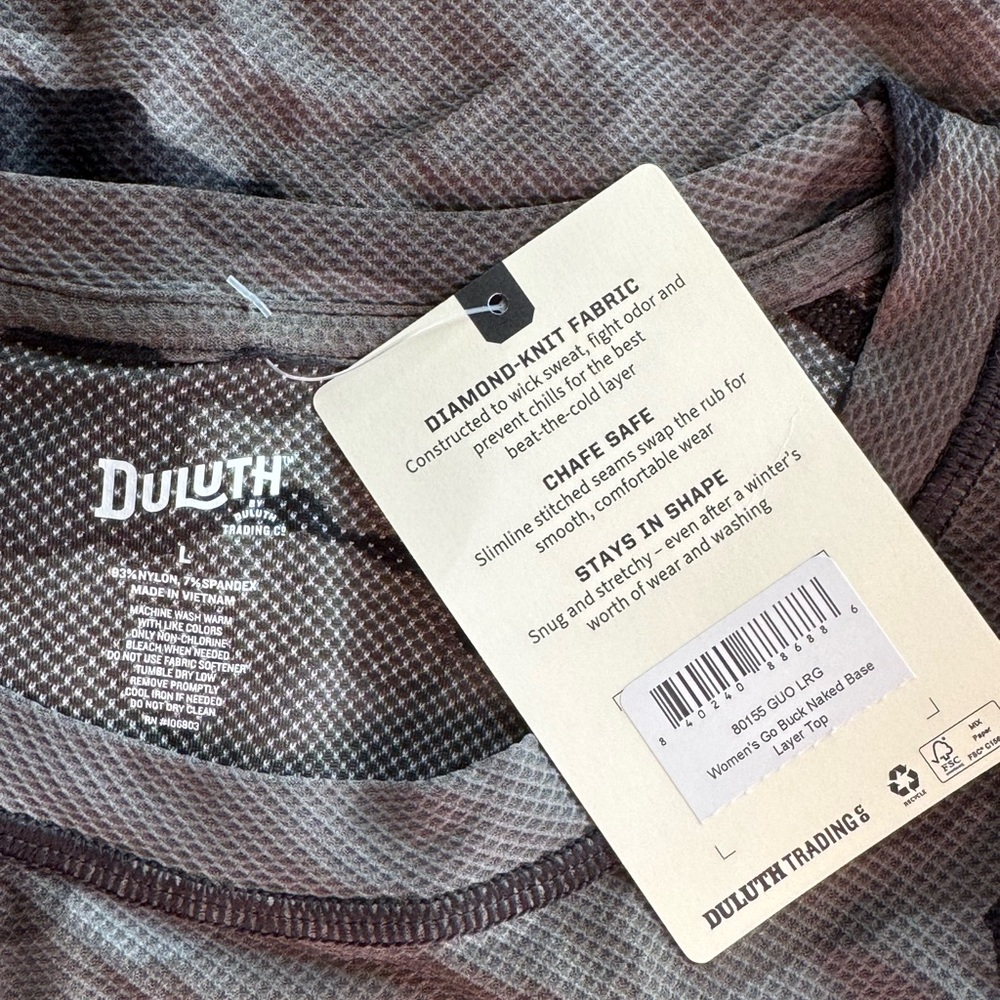 DULUTH™
BY
DULUTH
TRADING CO
L
93% NYLON, 7% SPANDEX
MADE IN VIETNAM
MACHINE WASH WARM
WITH LIKE COLORS
ONLY NON-CHLORINE
BLEACH WHEN NEEDED
DO NOT USE FABRIC SOFTENER
TUMBLE DRY LOW
REMOVE PROMPTLY
COOL IRON IF NEEDED
DO NOT DRY CLEAN
RN #106803
DIAMOND-KNIT FABRIC
Constructed to wick sweat, fight odor and
prevent chills for the best
beat-the-cold layer
CHAFE SAFE
Slimline stitched seams swap the rub for
smooth, comfortable wear
STAYS IN SHAPE
Snug and stretchy – even after a winter's
worth of wear and washing
8 40240 88688 6
80155 GUO LRG
Women's Go Buck Naked Base
Layer Top
RECYCLE
FSC
MIX
Paper
DULUTH TRADING CO